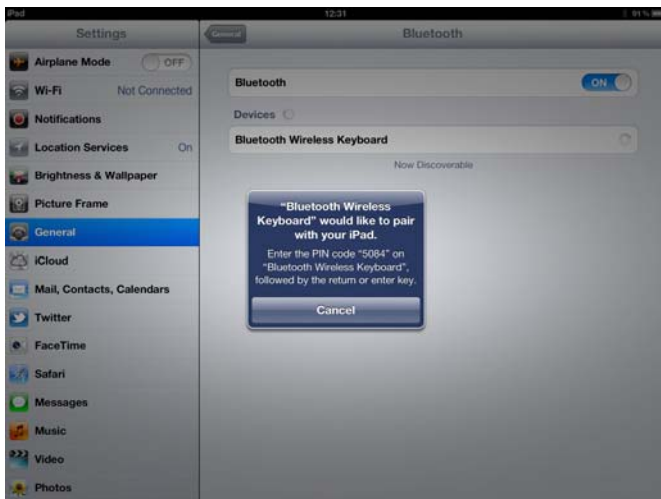 iPad 12:31 91%
Settings
General
Bluetooth
Airplane Mode OFF
Wi-Fi Not Connected
Notifications
Location Services On
Brightness & Wallpaper
Picture Frame
General
iCloud
Mail, Contacts, Calendars
Twitter
FaceTime
Safari
Messages
Music
Video
Photos
Bluetooth ON
Devices
Bluetooth Wireless Keyboard
Now Discoverable
“Bluetooth Wireless
Keyboard” would like to pair
with your iPad.
Enter the PIN code “5084” on
“Bluetooth Wireless Keyboard”,
followed by the return or enter key.
Cancel